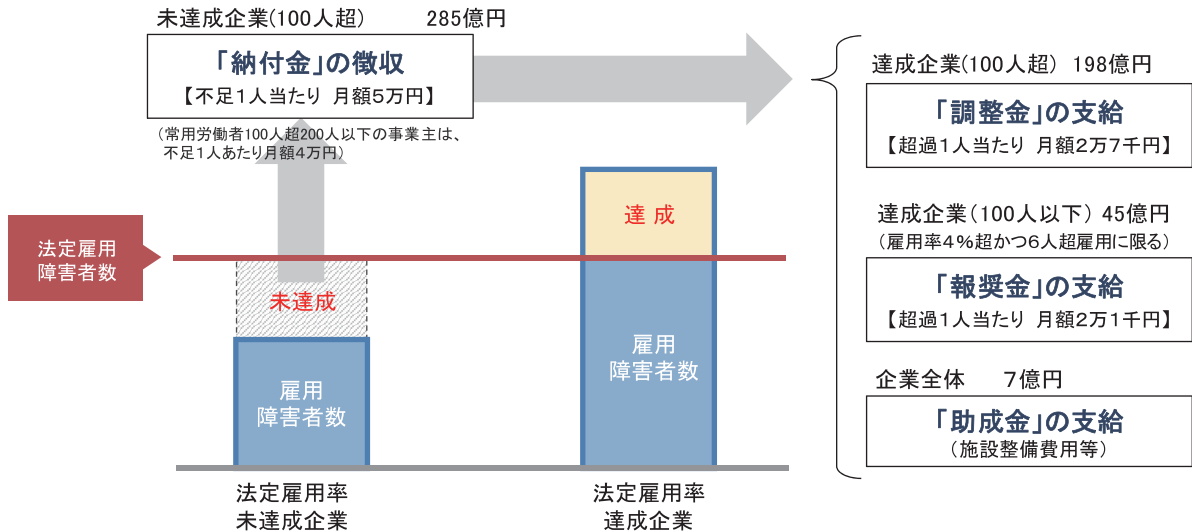 未達成企業(100人超)　285億円
「納付金」の徴収
【不足1人当たり 月額5万円】
(常用労働者100人超200人以下の事業主は、
不足1人あたり月額4万円)
法定雇用
障害者数
未達成
雇用
障害者数
達 成
雇用
障害者数
法定雇用率
未達成企業
法定雇用率
達成企業
達成企業(100人超) 198億円
「調整金」の支給
【超過1人当たり 月額2万7千円】
達成企業(100人以下) 45億円
(雇用率4%超かつ6人超雇用に限る)
「報奨金」の支給
【超過1人当たり 月額2万1千円】
企業全体　7億円
「助成金」の支給
(施設整備費用等)